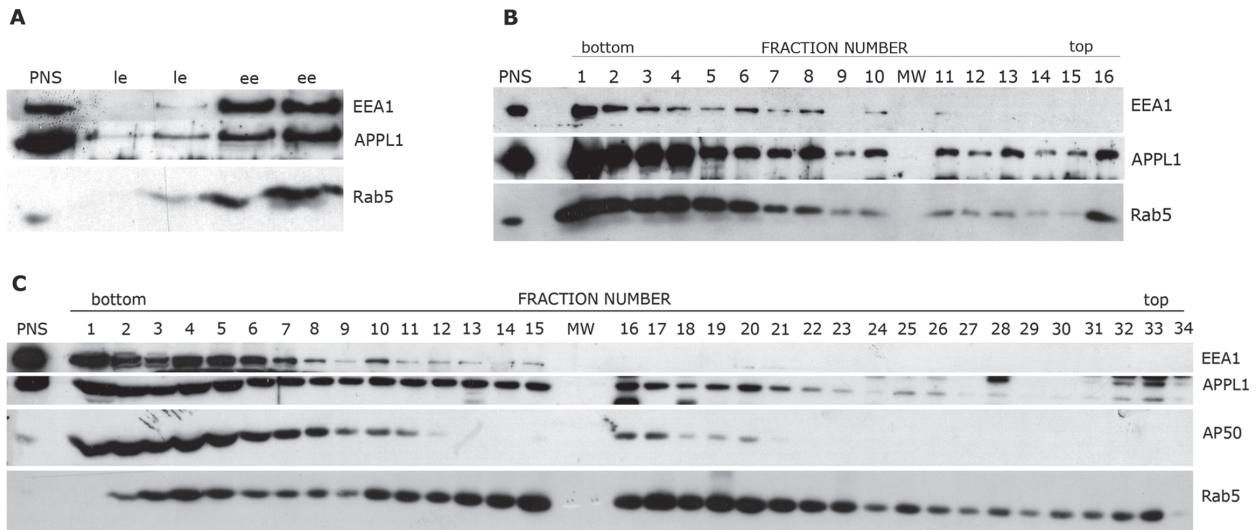 A
PNS le le ee ee
EEA1
APPL1
Rab5
B
bottom FRACTION NUMBER top
PNS 1 2 3 4 5 6 7 8 9 10 MW 11 12 13 14 15 16
EEA1
APPL1
Rab5
C
bottom FRACTION NUMBER top
PNS 1 2 3 4 5 6 7 8 9 10 11 12 13 14 15 MW 16 17 18 19 20 21 22 23 24 25 26 27 28 29 30 31 32 33 34
EEA1
APPL1
AP50
Rab5